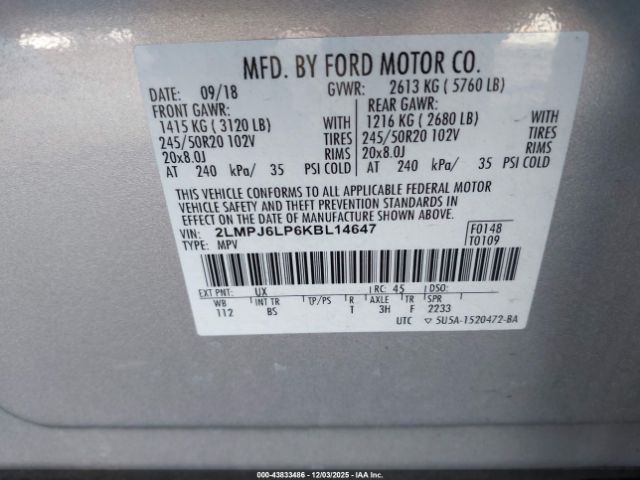 MFD. BY FORD MOTOR CO.
DATE: 09/18 GVWR: 2613 KG ( 5760 LB)
FRONT GAWR: REAR GAWR:
1415 KG ( 3120 LB) WITH 1216 KG ( 2680 LB) WITH
245/50R20 102V TIRES 245/50R20 102V TIRES
20x8.0J RIMS 20x8.0J RIMS
AT 240 kPa/ 35 PSI COLD AT 240 kPa/ 35 PSI COLD
THIS VEHICLE CONFORMS TO ALL APPLICABLE FEDERAL MOTOR
VEHICLE SAFETY AND THEFT PREVENTION STANDARDS IN
EFFECT ON THE DATE OF MANUFACTURE SHOWN ABOVE.
VIN: 2LMPJ6LP6KBL14647 F0148
TYPE: MPV T0109
EXT PNT: UX RC: 45 DSO:
WB INT TR TP/PS R AXLE TR SPR
112 BS T 3H F 2233
UTC ▽ 5U5A-1520472-BA
000-43833486 - 12/03/2025 - IAAI.COM